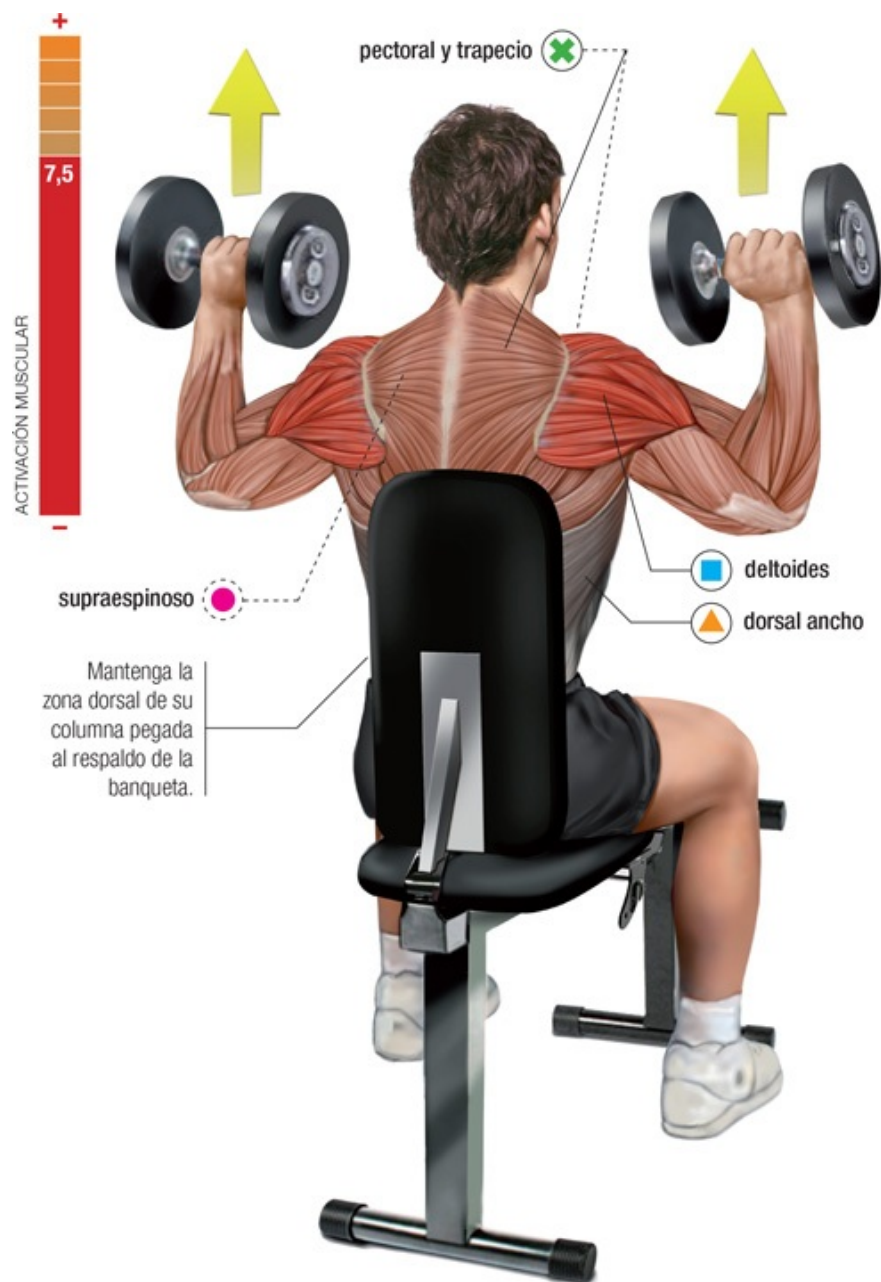 +
pectoral y trapecio
7,5
ACTIVACIÓN MUSCULAR
−
supraespinoso
deltoides
dorsal ancho
Mantenga la
zona dorsal de su
columna pegada
al respaldo de la
banqueta.